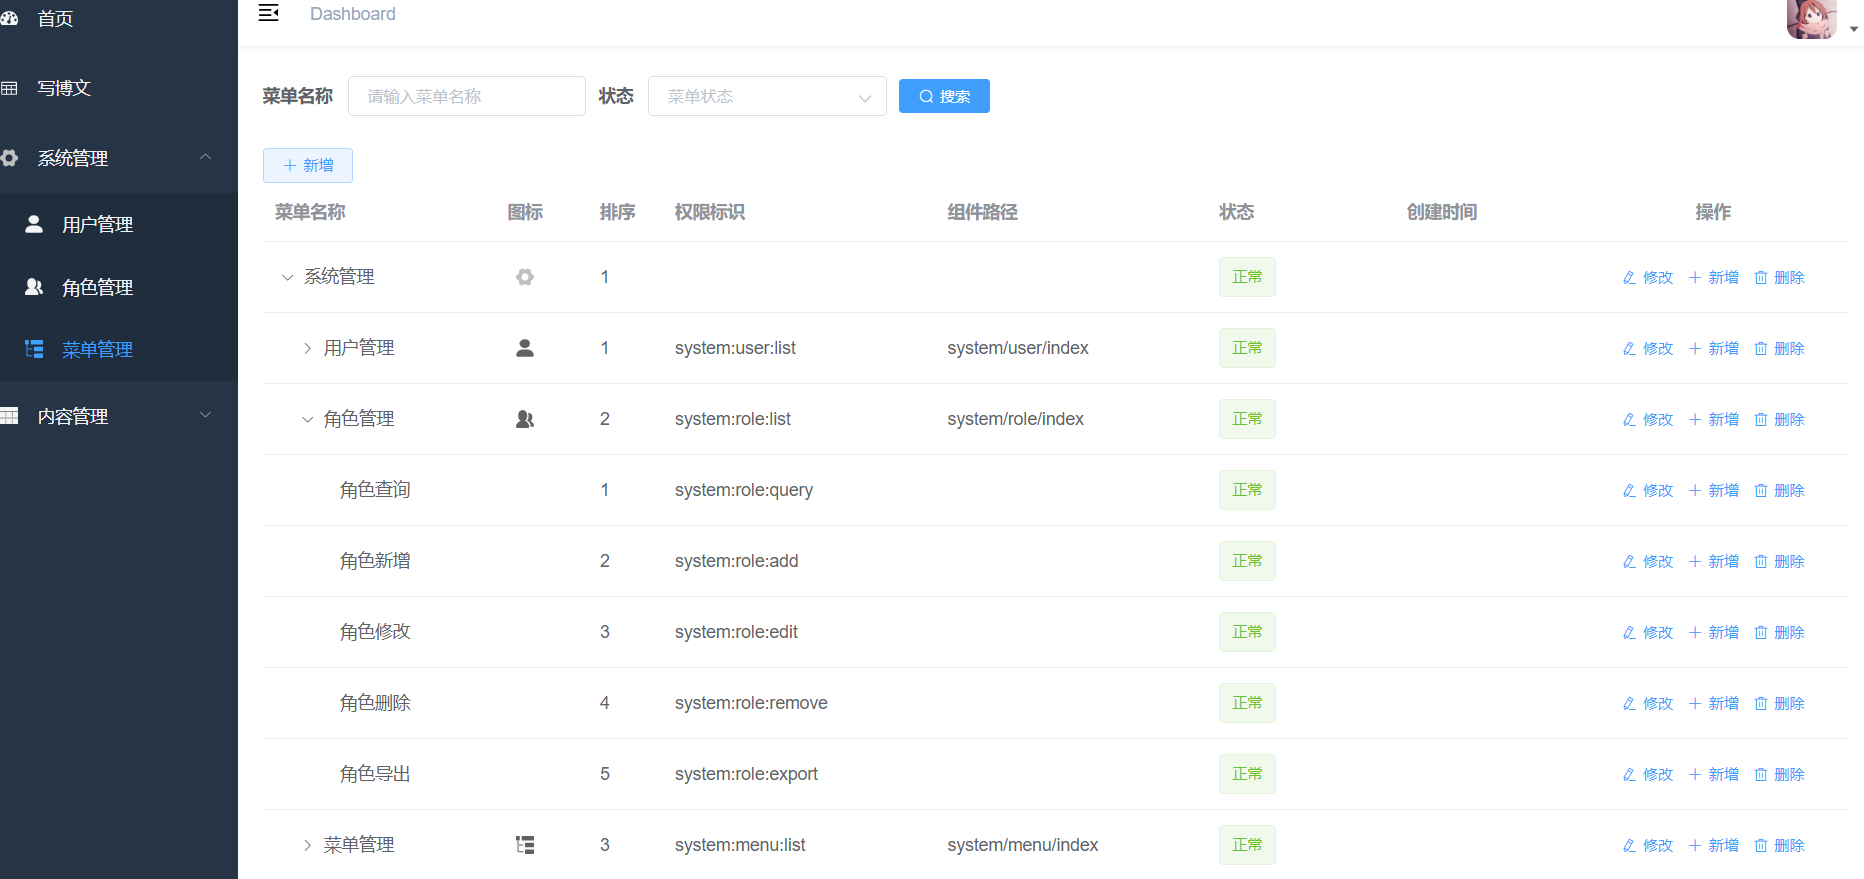 首页
写博文
系统管理
用户管理
角色管理
菜单管理
内容管理
Dashboard
菜单名称 请输入菜单名称 状态 菜单状态 搜索
新增
菜单名称 图标 排序 权限标识 组件路径 状态 创建时间 操作
系统管理 1 正常 修改 新增 删除
用户管理 1 system:user:list system/user/index 正常 修改 新增 删除
角色管理 2 system:role:list system/role/index 正常 修改 新增 删除
角色查询 1 system:role:query 正常 修改 新增 删除
角色新增 2 system:role:add 正常 修改 新增 删除
角色修改 3 system:role:edit 正常 修改 新增 删除
角色删除 4 system:role:remove 正常 修改 新增 删除
角色导出 5 system:role:export 正常 修改 新增 删除
菜单管理 3 system:menu:list system/menu/index 正常 修改 新增 删除